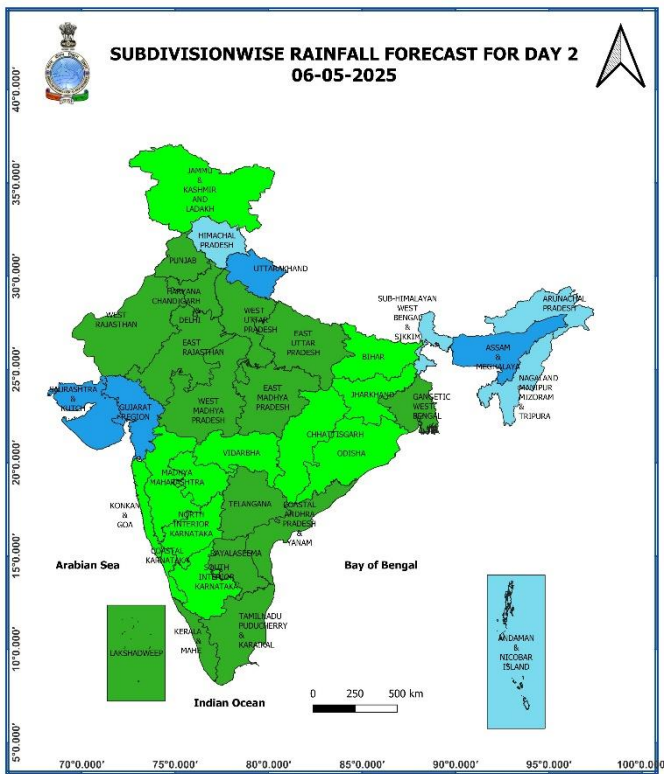 SUBDIVISIONWISE RAINFALL FORECAST FOR DAY 2
06-05-2025
40°0.000'
35°0.000'
30°0.000'
25°0.000'
20°0.000'
15°0.000'
10°0.000'
5°0.000'
JAMMU
&
KASHMIR
AND
LADAKH
HIMACHAL
PRADESH
PUNJAB
UTTARAKHAND
HARYANA
CHANDIGARH
DELHI
WEST
RAJASTHAN
WEST
UTTAR
PRADESH
EAST
RAJASTHAN
EAST
UTTAR
PRADESH
SUB-HIMALAYAN
WEST
BENGAL
&
SIKKIM
ARUNACHAL
PRADESH
BIHAR
ASSAM
&
MEGHALAYA
NAGALAND
MANIPUR
MIZORAM
&
TRIPURA
SAURASHTRA
&
KUTCH
GUJARAT
REGION
WEST
MADHYA
PRADESH
EAST
MADHYA
PRADESH
JHARKHAND
GANGETIC
WEST
BENGAL
CHHATTISGARH
ODISHA
VIDARBHA
MADHYA
MAHARASHTRA
KONKAN
&
GOA
TELANGANA
COASTAL
ANDHRA
PRADESH
&
YANAM
NORTH
INTERIOR
KARNATAKA
COASTAL
KARNATAKA
RAYALASEEMA
SOUTH
INTERIOR
KARNATAKA
Arabian Sea
Bay of Bengal
LAKSHADWEEP
KERALA
&
MAHE
TAMILNADU
PUDUCHERRY
&
KARAIKAL
ANDAMAN
&
NICOBAR
ISLAND
Indian Ocean
0 250 500 km
70°0.000' 75°0.000' 80°0.000' 85°0.000' 90°0.000' 95°0.000' 100°0.000'